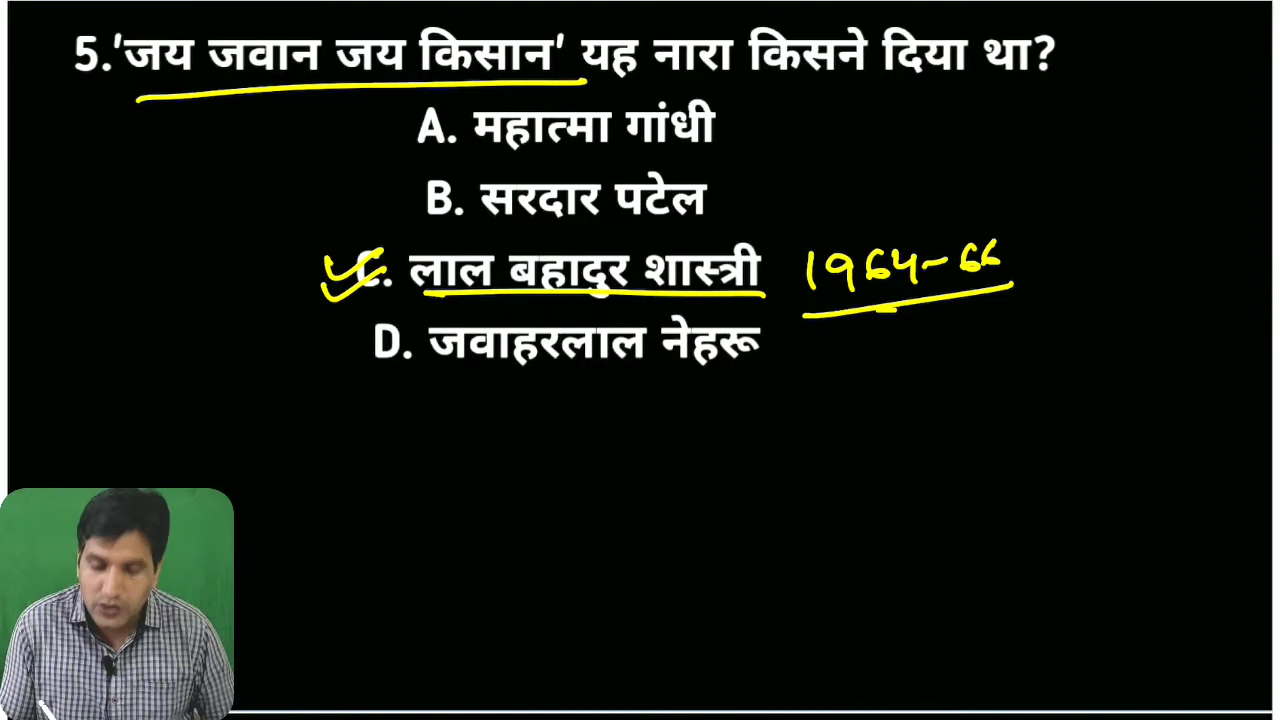 5.'जय जवान जय किसान' यह नारा किसने दिया था?
A. महात्मा गांधी
B. सरदार पटेल
C. लाल बहादुर शास्त्री 1964-66
D. जवाहरलाल नेहरू